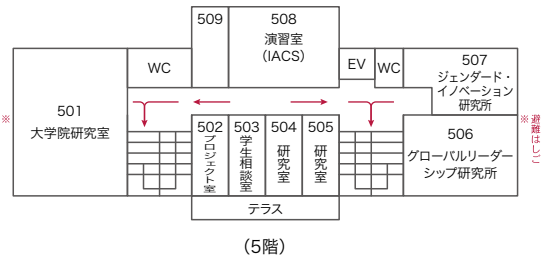 509
508
演習室
（IACS）
WC
EV
WC
507
ジェンダード・
イノベーション
研究所
501
大学院研究室
※
502
プロジェクト室
503
学生相談室
504
研究室
505
研究室
506
グローバルリーダー
シップ研究所
※避難はしご
テラス
（5階）